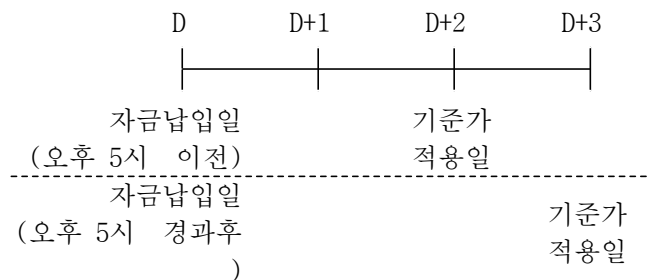 D D+1 D+2 D+3
자금납입일 기준가
(오후 5시 이전) 적용일
자금납입일
(오후 5시 경과후
)
기준가
적용일